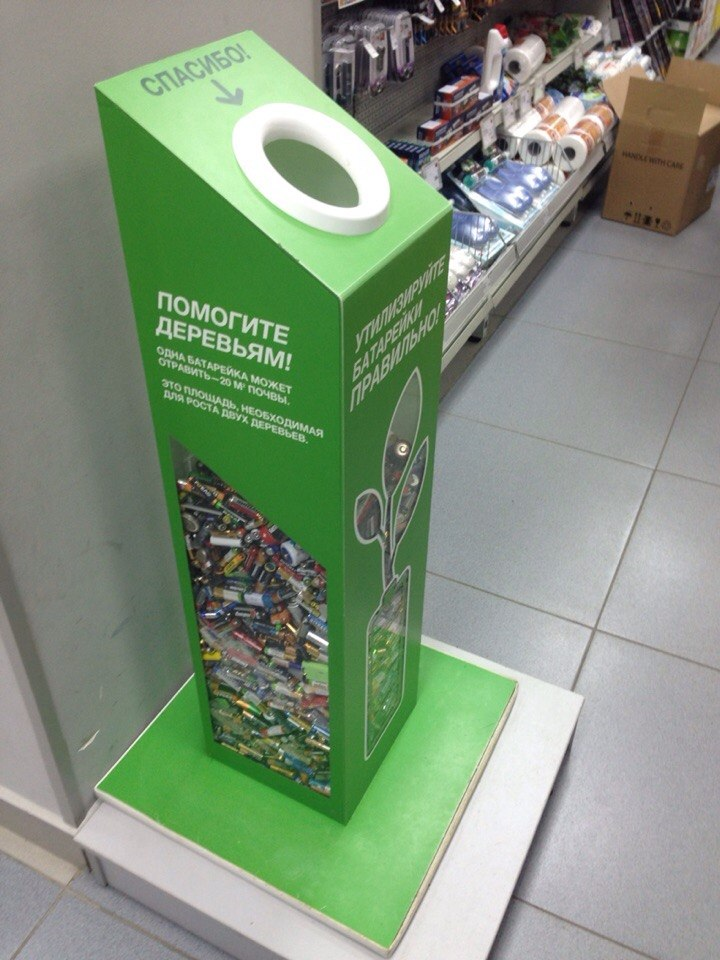 СПАСИБО!
ПОМОГИТЕ
ДЕРЕВЬЯМ!
ОДНА БАТАРЕЙКА МОЖЕТ
ОТРАВИТЬ – 20 М² ПОЧВЫ.
ЭТО ПЛОЩАДЬ, НЕОБХОДИМАЯ
ДЛЯ РОСТА ДВУХ ДЕРЕВЬЕВ.
УТИЛИЗИРУЙТЕ
БАТАРЕЙКИ
ПРАВИЛЬНО!
HANDLE WITH CARE